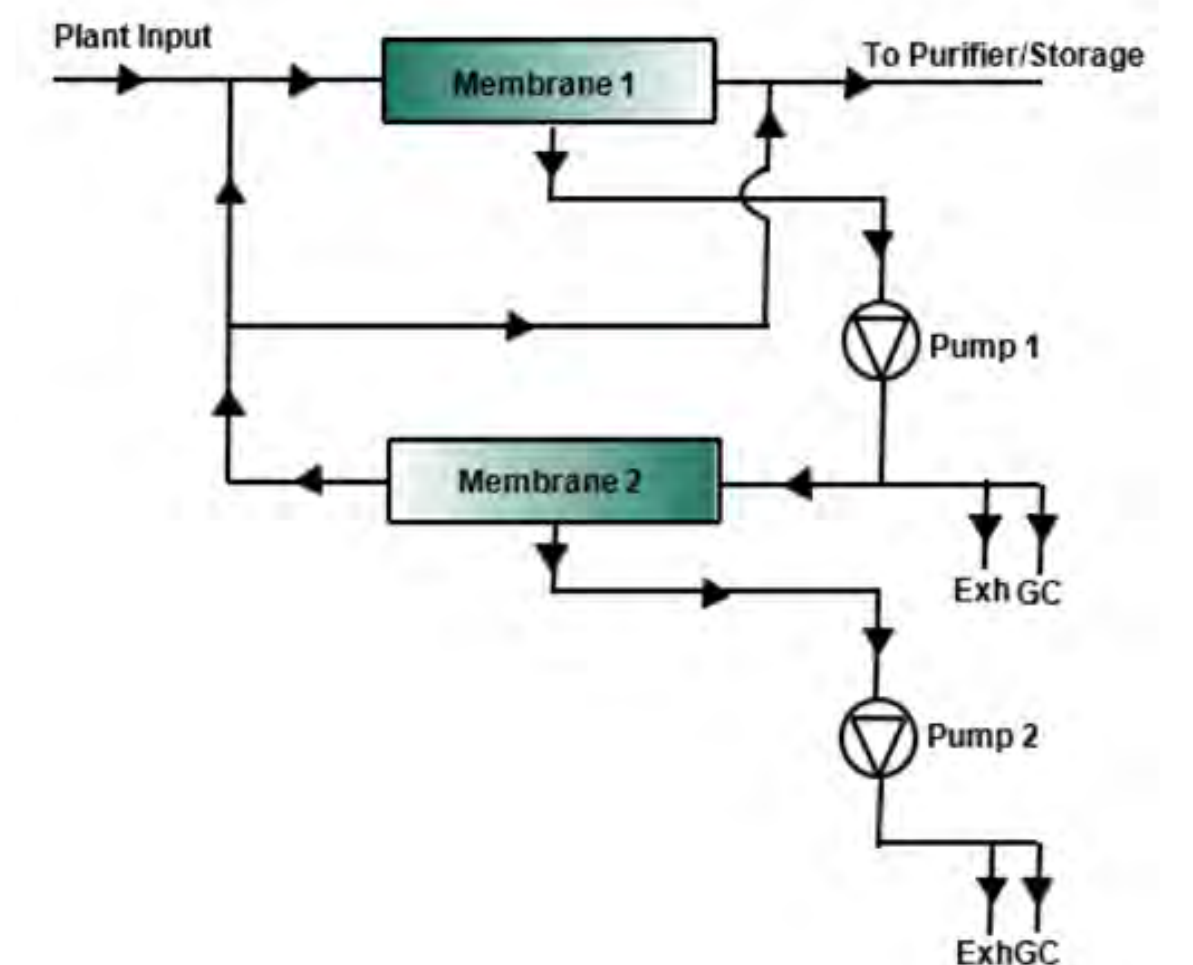 Plant Input
Membrane 1
To Purifier/Storage
Pump 1
Membrane 2
Exh GC
Pump 2
ExhGC